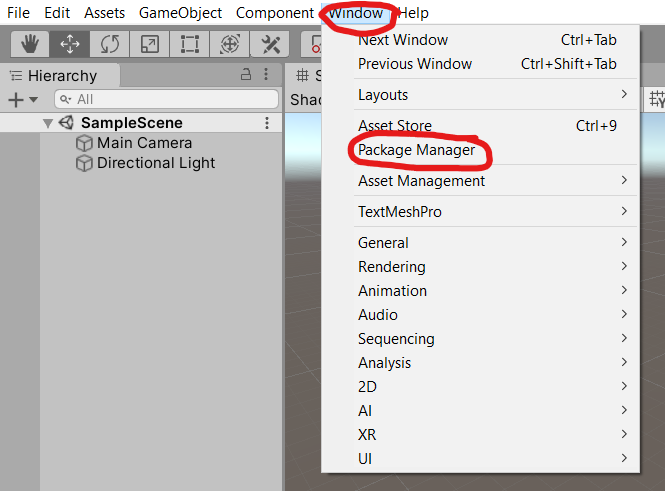 File Edit Assets GameObject Component Window Help
Hierarchy
All
SampleScene
Main Camera
Directional Light
Next Window Ctrl+Tab
Previous Window Ctrl+Shift+Tab
Layouts
Asset Store Ctrl+9
Package Manager
Asset Management
TextMeshPro
General
Rendering
Animation
Audio
Sequencing
Analysis
2D
AI
XR
UI